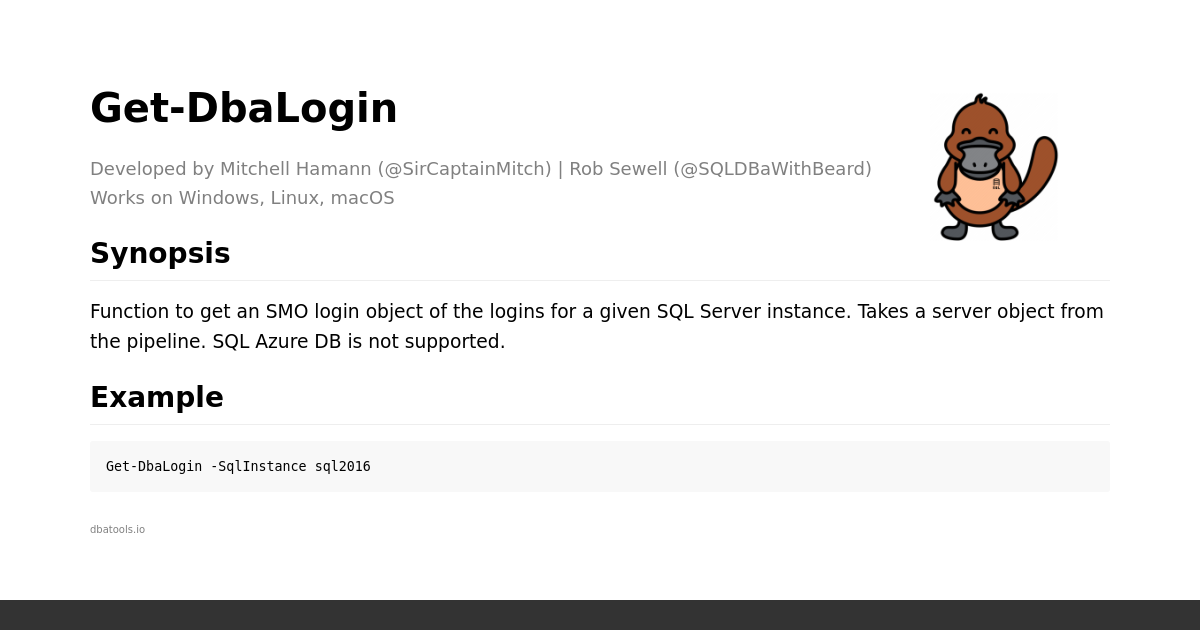 Get-DbaLogin
Developed by Mitchell Hamann (@SirCaptainMitch) | Rob Sewell (@SQLDBaWithBeard)
Works on Windows, Linux, macOS
Synopsis
Function to get an SMO login object of the logins for a given SQL Server instance. Takes a server object from
the pipeline. SQL Azure DB is not supported.
Example
Get-DbaLogin -SqlInstance sql2016
dbatools.io